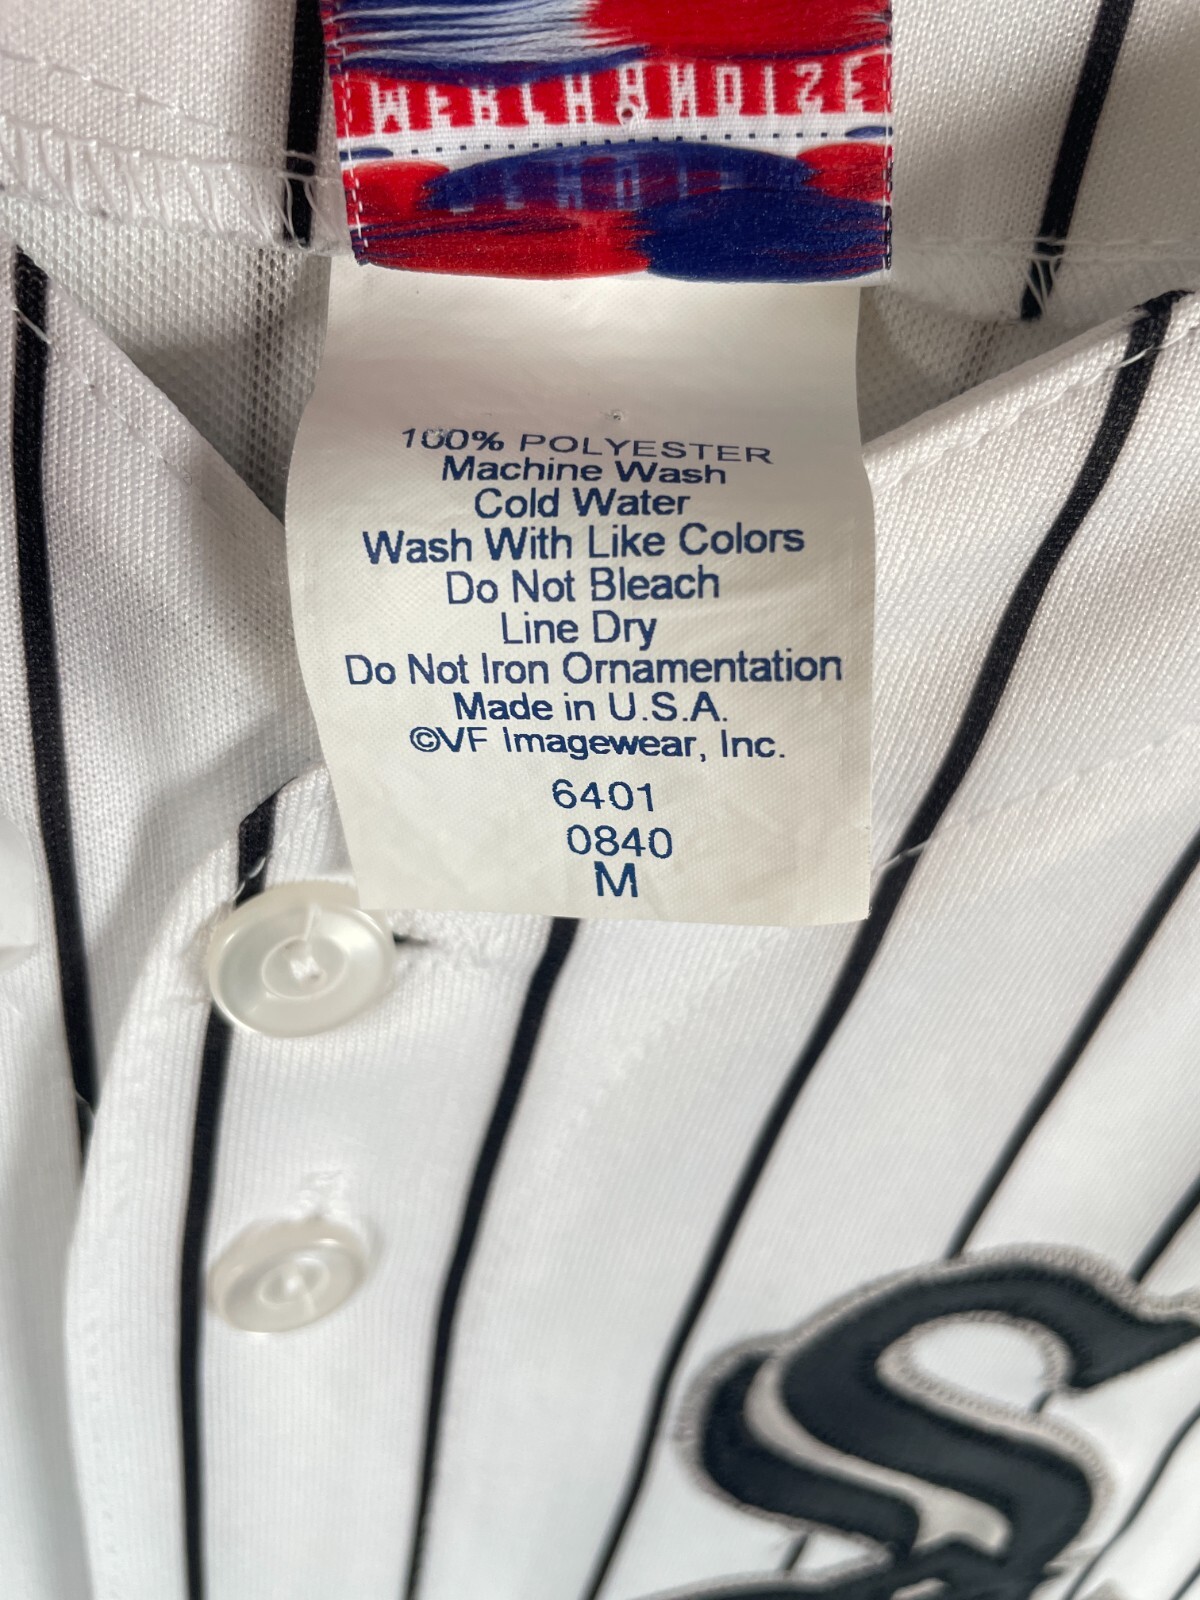 MERCHANDIZE
100% POLYESTER
Machine Wash
Cold Water
Wash With Like Colors
Do Not Bleach
Line Dry
Do Not Iron Ornamentation
Made in U.S.A.
©VF Imagewear, Inc.
6401
0840
M